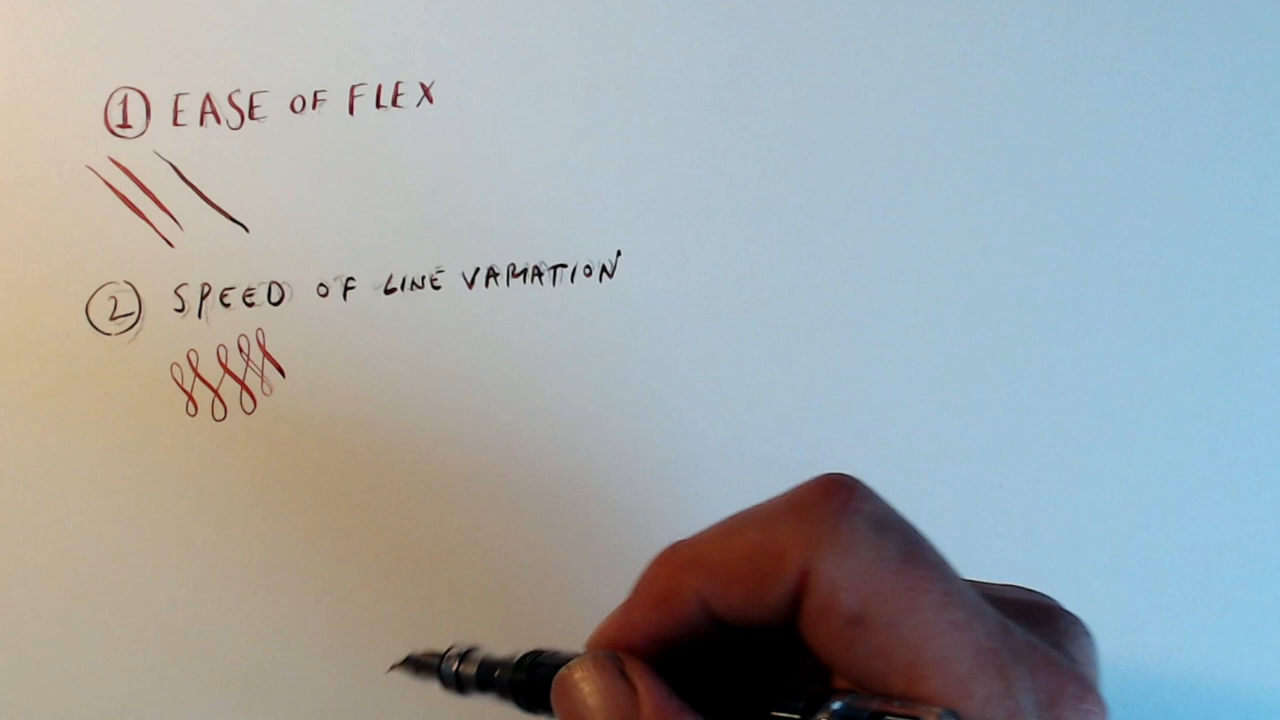 ① EASE OF FLEX
② SPEED OF LINE VARIATION